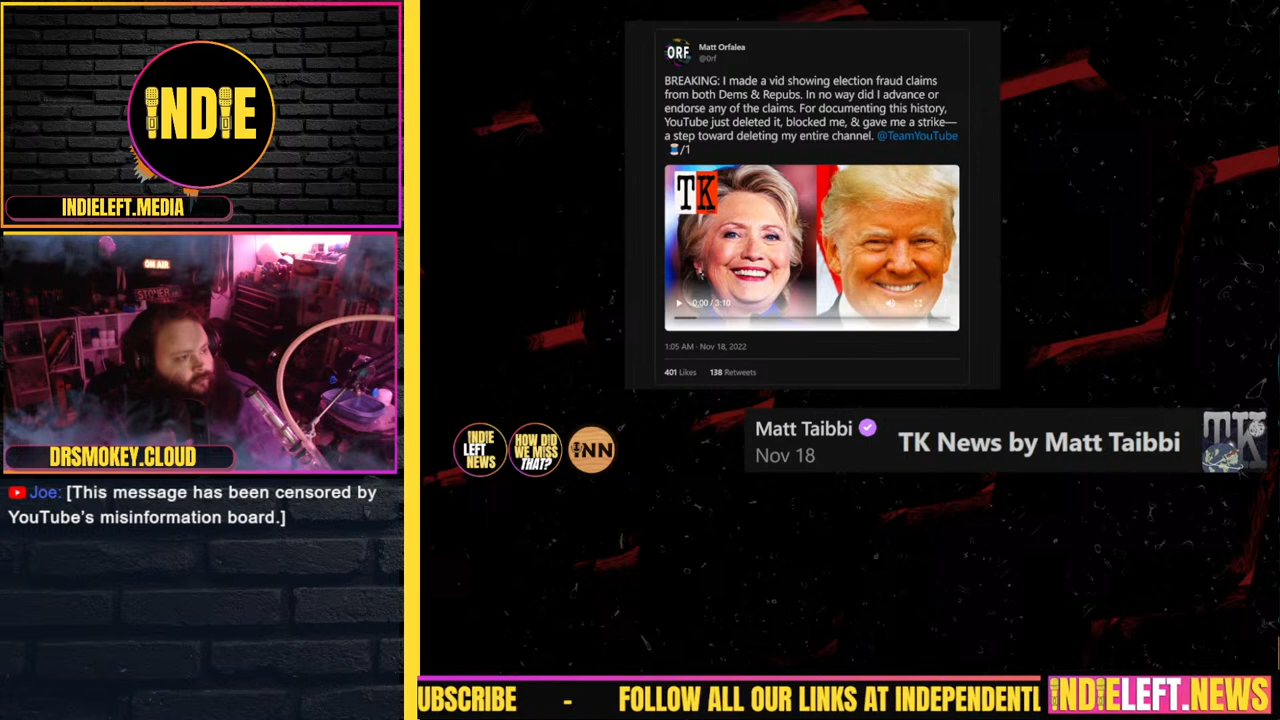 INDIE
INDIELEFT.MEDIA
ON AIR
DRSMOKEY.CLOUD
Joe: [This message has been censored by
YouTube's misinformation board.]
ORF
Matt Orfalea
@0rf
BREAKING: I made a vid showing election fraud claims
from both Dems & Repubs. In no way did I advance or
endorse any of the claims. For documenting this history,
YouTube just deleted it, blocked me, & gave me a strike—
a step toward deleting my entire channel. @TeamYouTube
🧵/1
TK
0:00 / 3:10
1:05 AM · Nov 18, 2022
401 Likes 138 Retweets
INDIE
LEFT
NEWS
HOW DID
WE MISS
THAT?
INN
Matt Taibbi
Nov 18
TK News by Matt Taibbi
TK
UBSCRIBE - FOLLOW ALL OUR LINKS AT INDEPENDENTL
INDIELEFT.NEWS